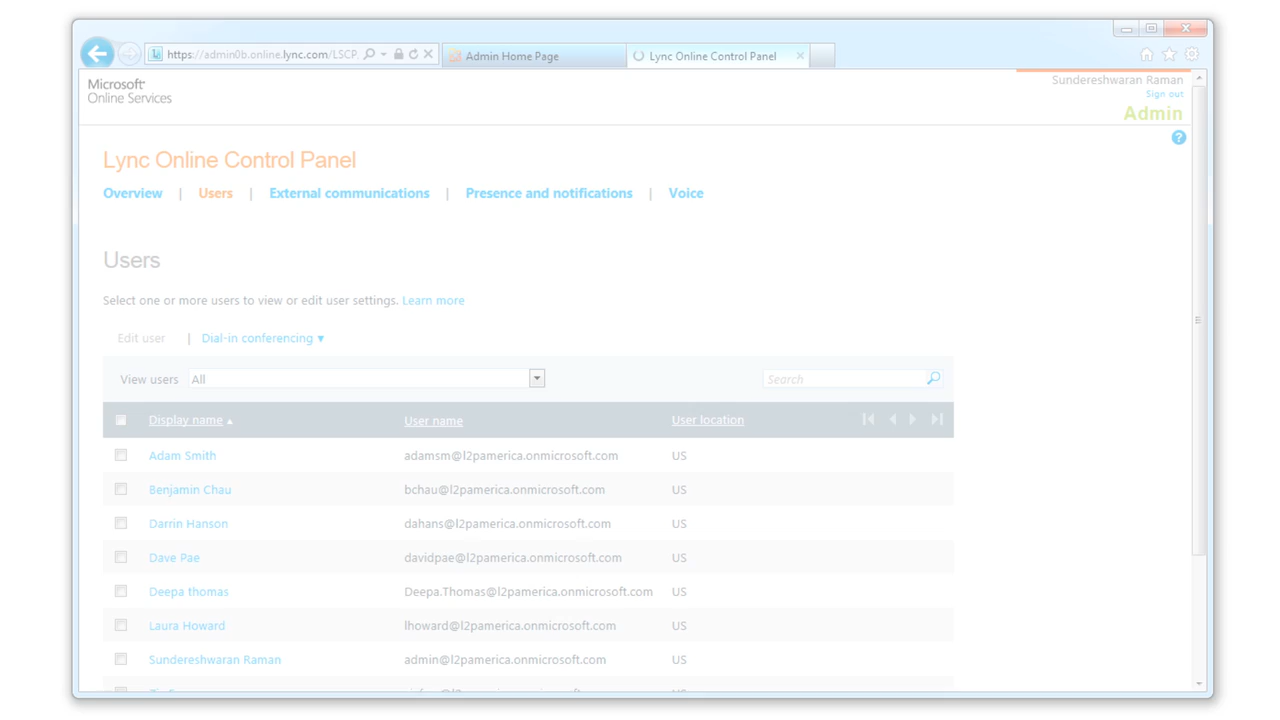 https://admin0b.online.lync.com/LSCP. Admin Home Page Lync Online Control Panel
Microsoft
Online Services
Sundereshwaran Raman
Sign out
Admin
?
Lync Online Control Panel
Overview | Users | External communications | Presence and notifications | Voice
Users
Select one or more users to view or edit user settings. Learn more
Edit user | Dial-in conferencing ▼
View users All Search
Display name ▲ User name User location
Adam Smith adamsm@l2pamerica.onmicrosoft.com US
Benjamin Chau bchau@l2pamerica.onmicrosoft.com US
Darrin Hanson dahans@l2pamerica.onmicrosoft.com US
Dave Pae davidpae@l2pamerica.onmicrosoft.com US
Deepa thomas Deepa.Thomas@l2pamerica.onmicrosoft.com US
Laura Howard lhoward@l2pamerica.onmicrosoft.com US
Sundereshwaran Raman admin@l2pamerica.onmicrosoft.com US